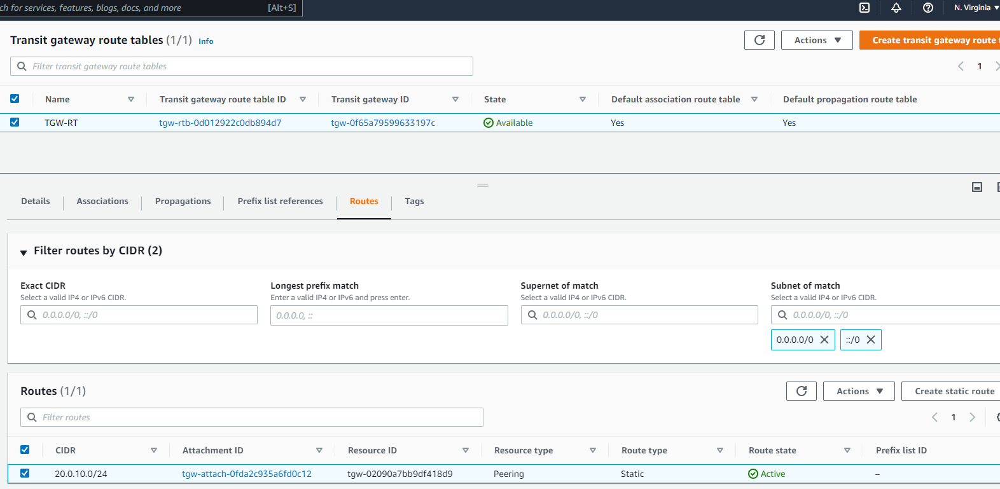 ch for services, features, blogs, docs, and more [Alt+S] N. Virginia
Transit gateway route tables (1/1) Info Actions Create transit gateway route
Filter transit gateway route tables 1
Name Transit gateway route table ID Transit gateway ID State Default association route table Default propagation route table
TGW-RT tgw-rtb-0d012922c0db894d7 tgw-0f65a79599633197c Available Yes Yes
Details Associations Propagations Prefix list references Routes Tags
Filter routes by CIDR (2)
Exact CIDR Longest prefix match Supernet of match Subnet of match
Select a valid IP4 or IPv6 CIDR. Enter a valid IP4 or IPv6 and press enter. Select a valid IP4 or IPv6 CIDR. Select a valid IP4 or IPv6 CIDR.
0.0.0.0/0, ::/0 0.0.0.0, :: 0.0.0.0/0, ::/0 0.0.0.0/0, ::/0
0.0.0.0/0 ::/0
Routes (1/1) Actions Create static route
Filter routes 1
CIDR Attachment ID Resource ID Resource type Route type Route state Prefix list ID
20.0.10.0/24 tgw-attach-0fda2c935a6fd0c12 tgw-02090a7bb9df418d9 Peering Static Active –